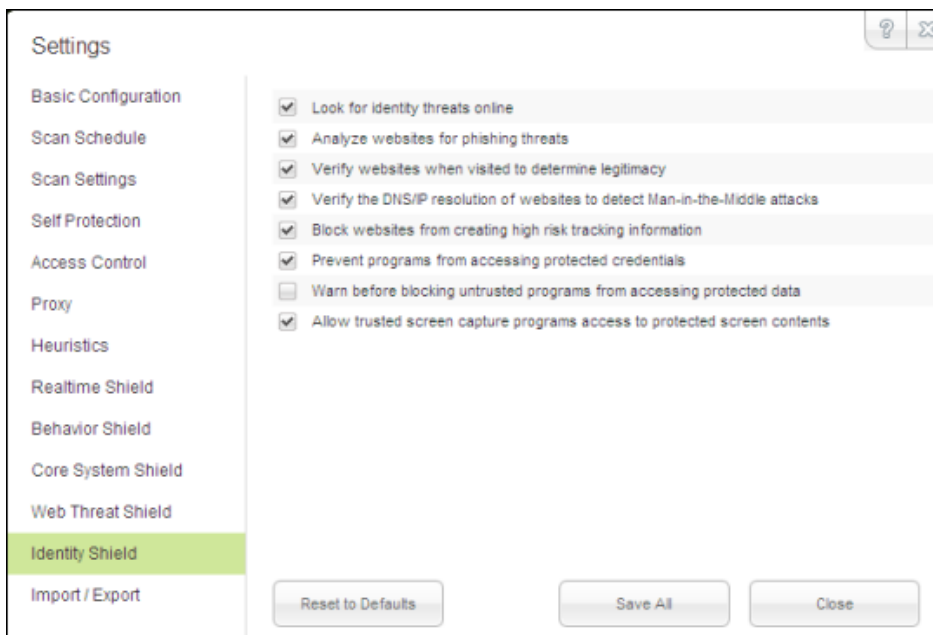 Settings
Basic Configuration
Scan Schedule
Scan Settings
Self Protection
Access Control
Proxy
Heuristics
Realtime Shield
Behavior Shield
Core System Shield
Web Threat Shield
Identity Shield
Import / Export
?
Look for identity threats online
Analyze websites for phishing threats
Verify websites when visited to determine legitimacy
Verify the DNS/IP resolution of websites to detect Man-in-the-Middle attacks
Block websites from creating high risk tracking information
Prevent programs from accessing protected credentials
Warn before blocking untrusted programs from accessing protected data
Allow trusted screen capture programs access to protected screen contents
Reset to Defaults
Save All
Close